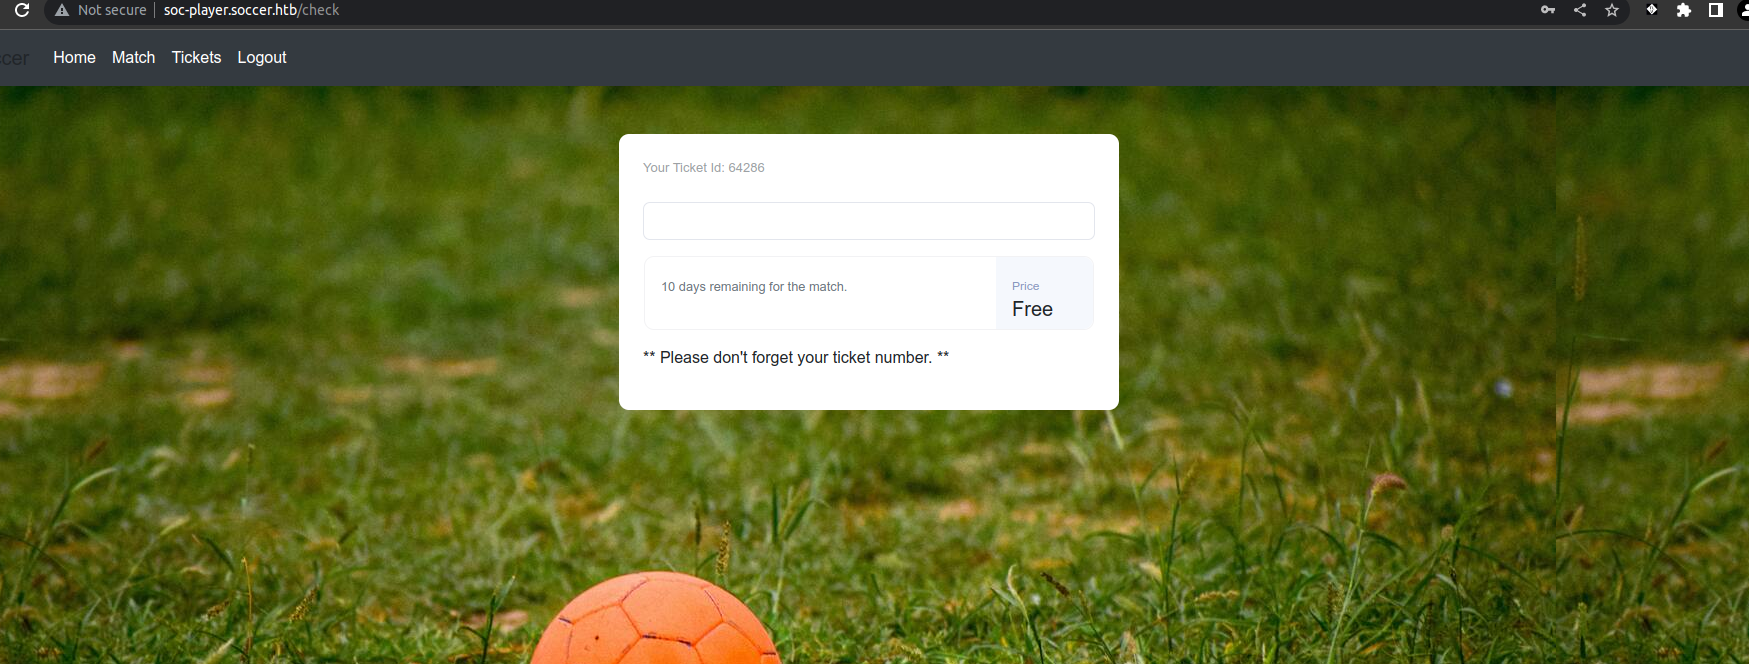 Not secure | soc-player.soccer.htb/check
ccer Home Match Tickets Logout
Your Ticket Id: 64286
10 days remaining for the match.
Price
Free
** Please don't forget your ticket number. **